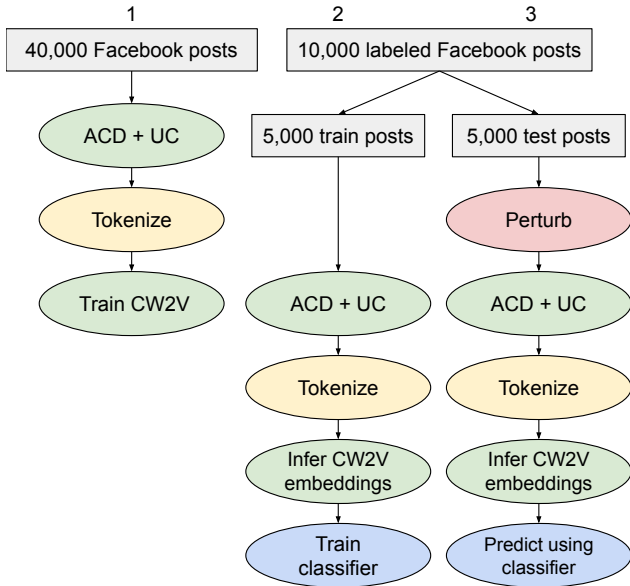 1
2
3
40,000 Facebook posts
10,000 labeled Facebook posts
ACD + UC
5,000 train posts
5,000 test posts
Tokenize
Perturb
Train CW2V
ACD + UC
ACD + UC
Tokenize
Tokenize
Infer CW2V
embeddings
Infer CW2V
embeddings
Train
classifier
Predict using
classifier